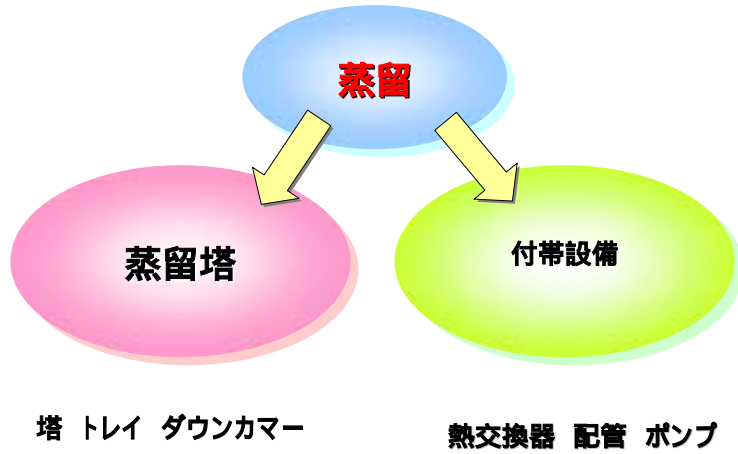 蒸留
蒸留塔
付帯設備
塔 トレイ ダウンカマー
熱交換器 配管 ポンプ